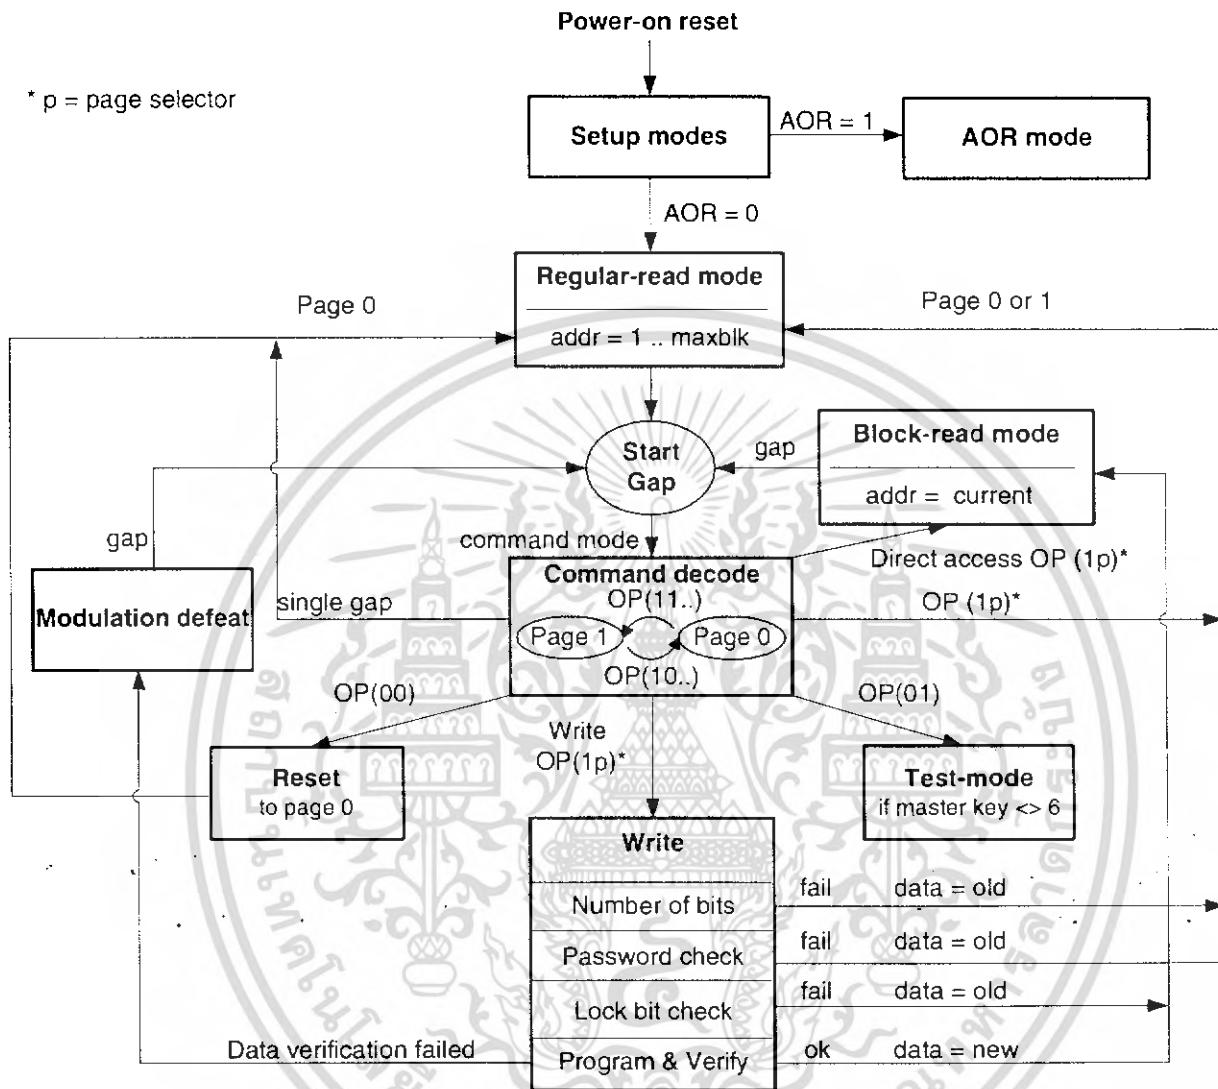 Power-on reset
* p = page selector
Setup modes
AOR = 1
AOR mode
AOR = 0
Regular-read mode
addr = 1 .. maxblk
Page 0
Page 0 or 1
Start
Gap
gap
Block-read mode
addr = current
gap
command mode
Direct access OP (1p)*
Modulation defeat
single gap
Command decode
OP(11..)
Page 1
Page 0
OP(10..)
OP (1p)*
OP(00)
Write
OP(1p)*
OP(01)
Reset
to page 0
Test-mode
if master key <> 6
Write
Number of bits
fail data = old
Password check
fail data = old
Lock bit check
fail data = old
Data verification failed
Program & Verify
ok data = new